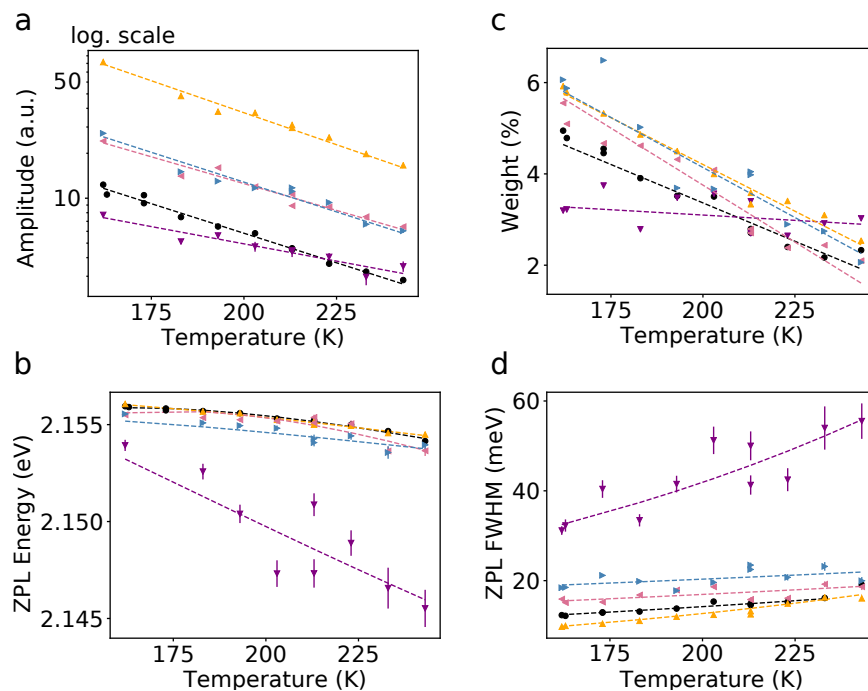 a
log. scale
50
10
Amplitude (a.u.)
175 200 225
Temperature (K)
c
6
4
2
Weight (%)
175 200 225
Temperature (K)
b
2.155
2.150
2.145
ZPL Energy (eV)
175 200 225
Temperature (K)
d
60
40
20
ZPL FWHM (meV)
175 200 225
Temperature (K)